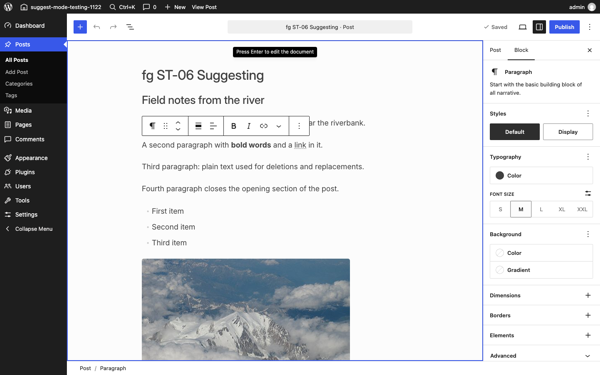 suggest-mode-testing-1122
Ctrl+K
0
New
View Post
admin
Dashboard
Posts
All Posts
Add Post
Categories
Tags
Media
Pages
Comments
Appearance
Plugins
Users
Tools
Settings
Collapse Menu
fg ST-06 Suggesting · Post
Saved
Publish
Press Enter to edit the document
fg ST-06 Suggesting
Field notes from the river
B I
ar the riverbank.
A second paragraph with bold words and a link in it.
Third paragraph: plain text used for deletions and replacements.
Fourth paragraph closes the opening section of the post.
· First item
· Second item
· Third item
Post Block
Paragraph
Start with the basic building block of
all narrative.
Styles
Default Display
Typography
Color
FONT SIZE
S M L XL XXL
Background
Color
Gradient
Dimensions
Borders
Elements
Advanced
Post › Paragraph